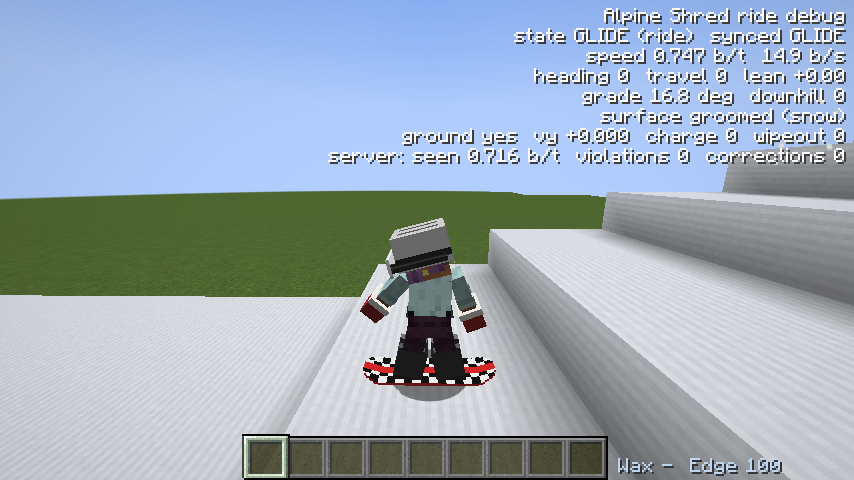 Alpine Shred ride debug
state GLIDE (ride)  synced GLIDE
speed 0.747 b/t  14.9 b/s
heading 0  travel 0  lean +0.00
grade 16.8 deg  downhill 0
surface groomed (snow)
ground yes  vy +0.000  charge 0  wipeout 0
server: seen 0.716 b/t  violations 0  corrections 0
Wax -  Edge 100